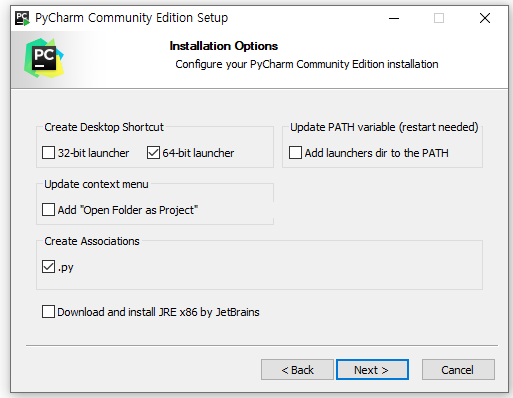 PyCharm Community Edition Setup
PC
Installation Options
Configure your PyCharm Community Edition installation
Create Desktop Shortcut
32-bit launcher
64-bit launcher
Update PATH variable (restart needed)
Add launchers dir to the PATH
Update context menu
Add "Open Folder as Project"
Create Associations
.py
Download and install JRE x86 by JetBrains
< Back
Next >
Cancel